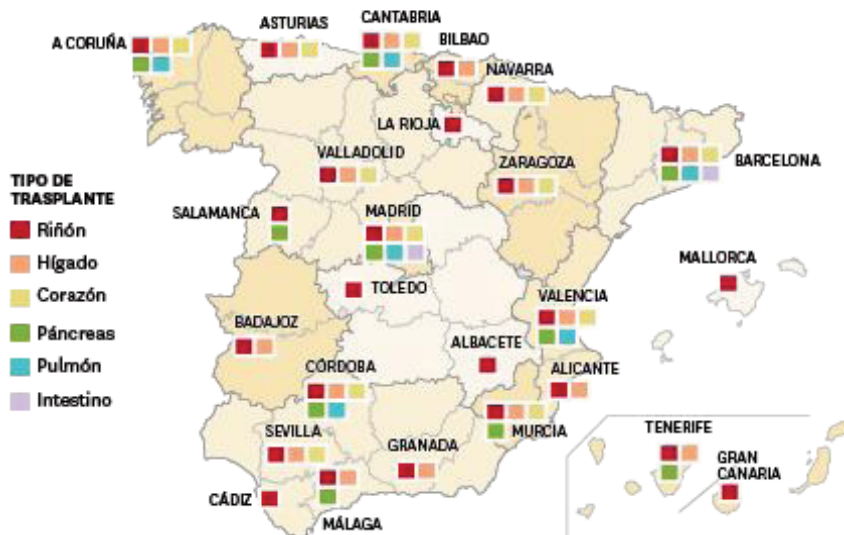 ASTURIAS
CANTABRIA
A CORUÑA
BILBAO
NAVARRA
LA RIOJA
VALLADOLID
ZARAGOZA
BARCELONA
TIPO DE
TRASPLANTE
Riñón
Hígado
Corazón
Páncreas
Pulmón
Intestino
SALAMANCA
MADRID
MALLORCA
TOLEDO
VALENCIA
BADAJOZ
ALBACETE
CÓRDOBA
ALICANTE
SEVILLA
GRANADA
MURCIA
TENERIFE
GRAN
CANARIA
CÁDIZ
MÁLAGA